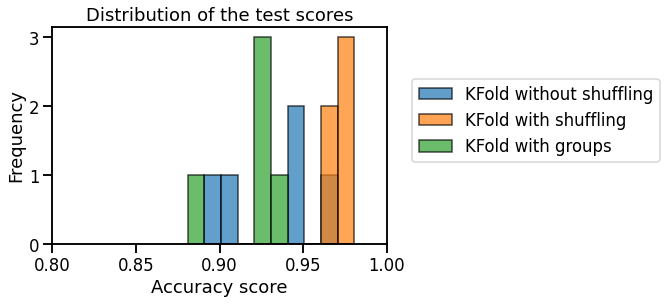 Distribution of the test scores
Frequency
3
2
1
0
0.80 0.85 0.90 0.95 1.00
Accuracy score
KFold without shuffling
KFold with shuffling
KFold with groups